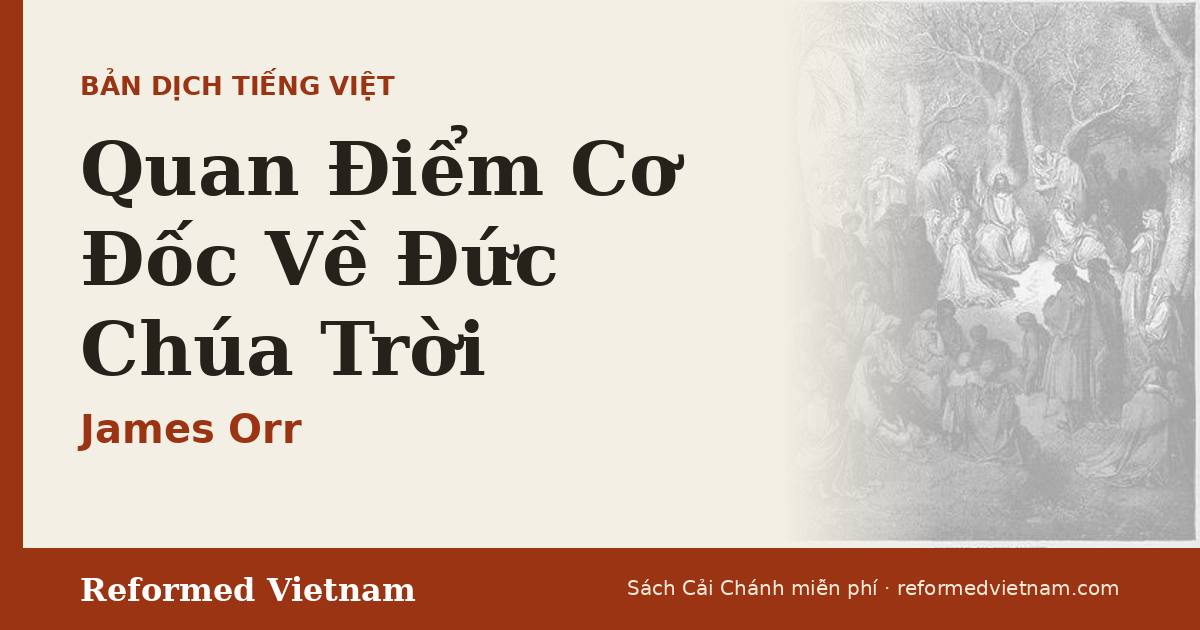 BẢN DỊCH TIẾNG VIỆT
Quan Điểm Cơ
Đốc Về Đức
Chúa Trời
James Orr
Reformed Vietnam
Sách Cải Chánh miễn phí · reformedvietnam.com